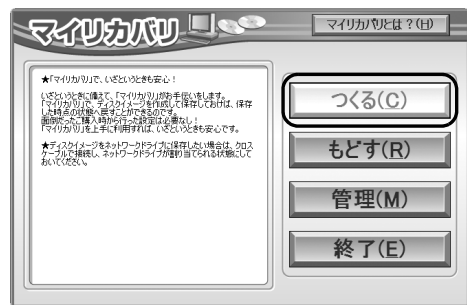 マイリカバリ
マイリカバリとは？(H)
★「マイリカバリ」で、いざというときも安心！
いざというときに備えて、「マイリカバリ」がお手伝いをします。
「マイリカバリ」で、ディスクイメージを作成して保存しておけば、保存
した時点の状態へ戻すことができるのです。
面倒だったご購入時から行った設定は必要なし！
「マイリカバリ」を上手に利用すれば、いざというときも安心です。
★ディスクイメージをネットワークドライブに保存したい場合は、クロス
ケーブルで接続し、ネットワークドライブが割り当てられる状態にして
おいてください。
つくる(C)
もどす(R)
管理(M)
終了(E)